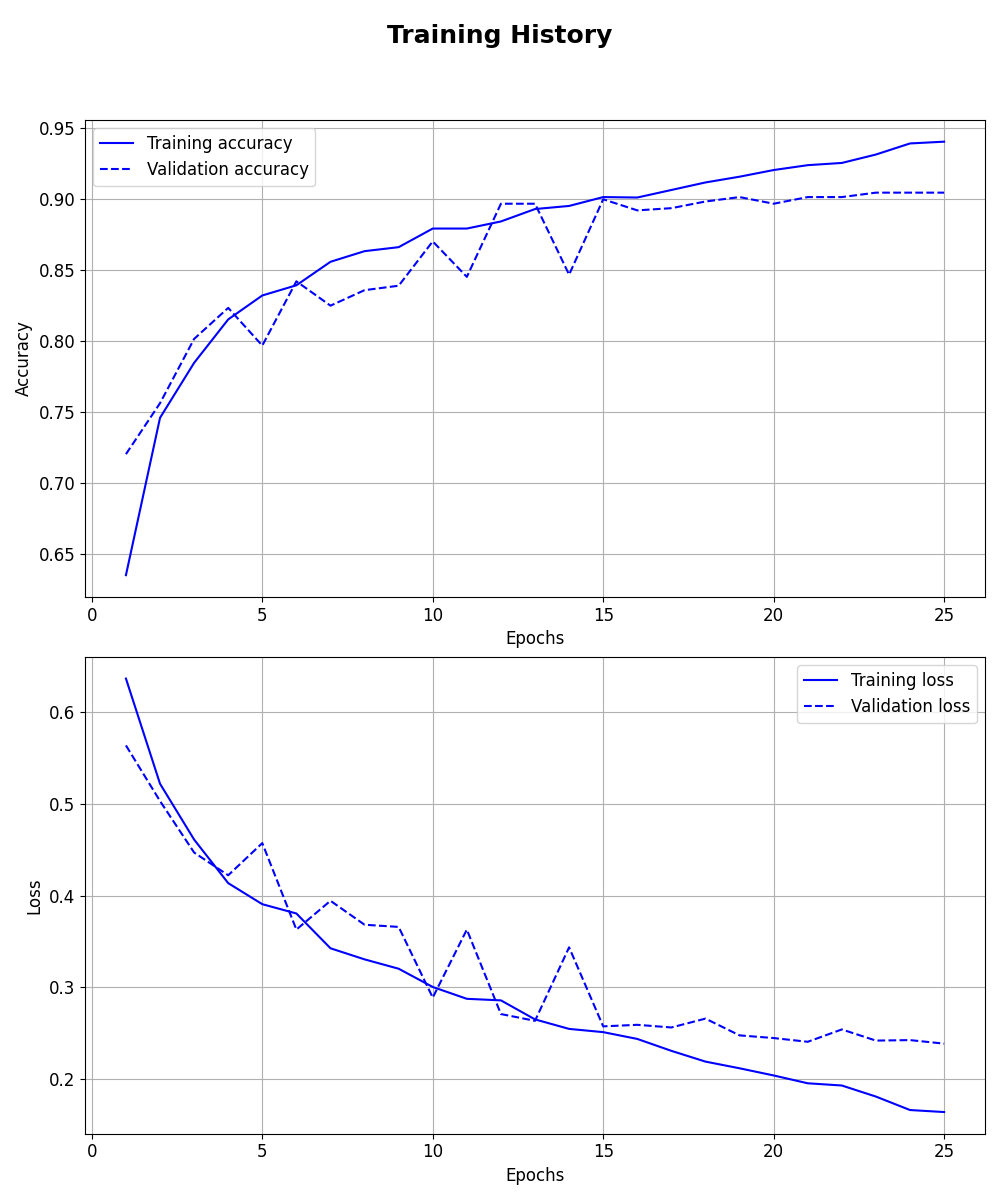 Training History
0.95
0.90
0.85
0.80
0.75
0.70
0.65
Accuracy
Training accuracy
Validation accuracy
0 5 10 15 20 25
Epochs
0.6
0.5
0.4
0.3
0.2
Loss
Training loss
Validation loss
0 5 10 15 20 25
Epochs